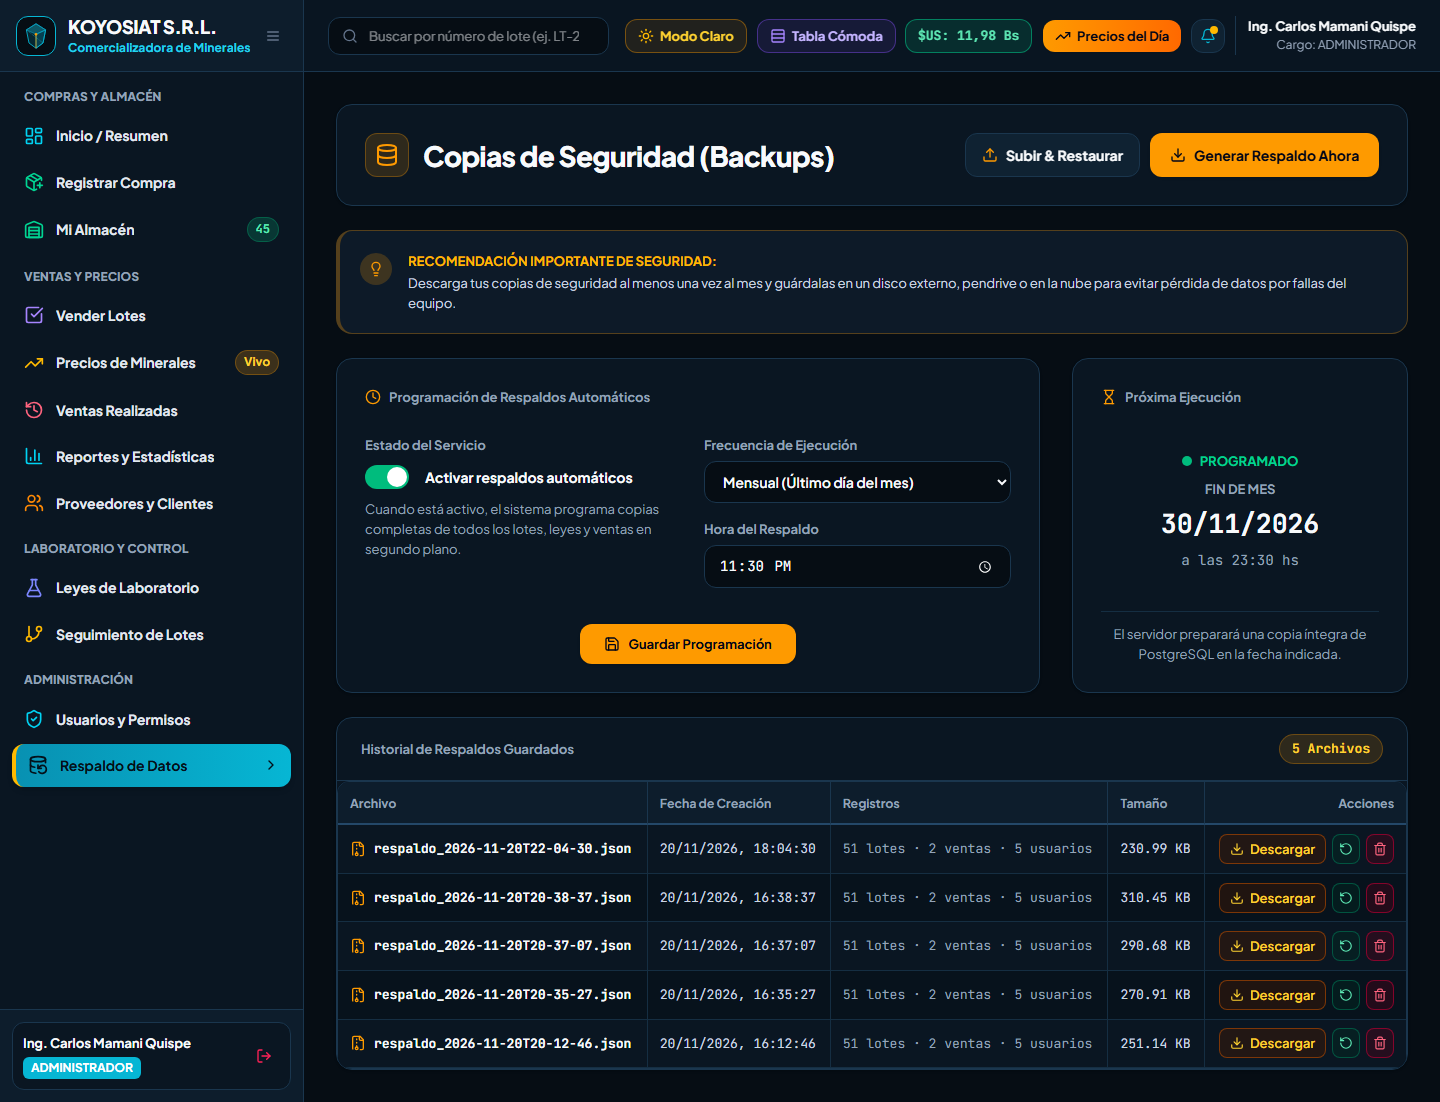 KOYOSIAT S.R.L.
Comercializadora de Minerales
Buscar por número de lote (ej. LT-2
Modo Claro
Tabla Cómoda
$US: 11,98 Bs
Precios del Día
Ing. Carlos Mamani Quispe
Cargo: ADMINISTRADOR
COMPRAS Y ALMACÉN
Inicio / Resumen
Registrar Compra
Mi Almacén
45
VENTAS Y PRECIOS
Vender Lotes
Precios de Minerales
Vivo
Ventas Realizadas
Reportes y Estadísticas
Proveedores y Clientes
LABORATORIO Y CONTROL
Leyes de Laboratorio
Seguimiento de Lotes
ADMINISTRACIÓN
Usuarios y Permisos
Respaldo de Datos
Ing. Carlos Mamani Quispe
ADMINISTRADOR
Copias de Seguridad (Backups)
Subir & Restaurar
Generar Respaldo Ahora
RECOMENDACIÓN IMPORTANTE DE SEGURIDAD:
Descarga tus copias de seguridad al menos una vez al mes y guárdalas en un disco externo, pendrive o en la nube para evitar pérdida de datos por fallas del
equipo.
Programación de Respaldos Automáticos
Estado del Servicio
Activar respaldos automáticos
Cuando está activo, el sistema programa copias
completas de todos los lotes, leyes y ventas en
segundo plano.
Frecuencia de Ejecución
Mensual (Último día del mes)
Hora del Respaldo
11:30 PM
Guardar Programación
Próxima Ejecución
PROGRAMADO
FIN DE MES
30/11/2026
a las 23:30 hs
El servidor preparará una copia íntegra de
PostgreSQL en la fecha indicada.
Historial de Respaldos Guardados
5 Archivos
Archivo Fecha de Creación Registros Tamaño Acciones
respaldo_2026-11-20T22-04-30.json 20/11/2026, 18:04:30 51 lotes · 2 ventas · 5 usuarios 230.99 KB Descargar
respaldo_2026-11-20T20-38-37.json 20/11/2026, 16:38:37 51 lotes · 2 ventas · 5 usuarios 310.45 KB Descargar
respaldo_2026-11-20T20-37-07.json 20/11/2026, 16:37:07 51 lotes · 2 ventas · 5 usuarios 290.68 KB Descargar
respaldo_2026-11-20T20-35-27.json 20/11/2026, 16:35:27 51 lotes · 2 ventas · 5 usuarios 270.91 KB Descargar
respaldo_2026-11-20T20-12-46.json 20/11/2026, 16:12:46 51 lotes · 2 ventas · 5 usuarios 251.14 KB Descargar